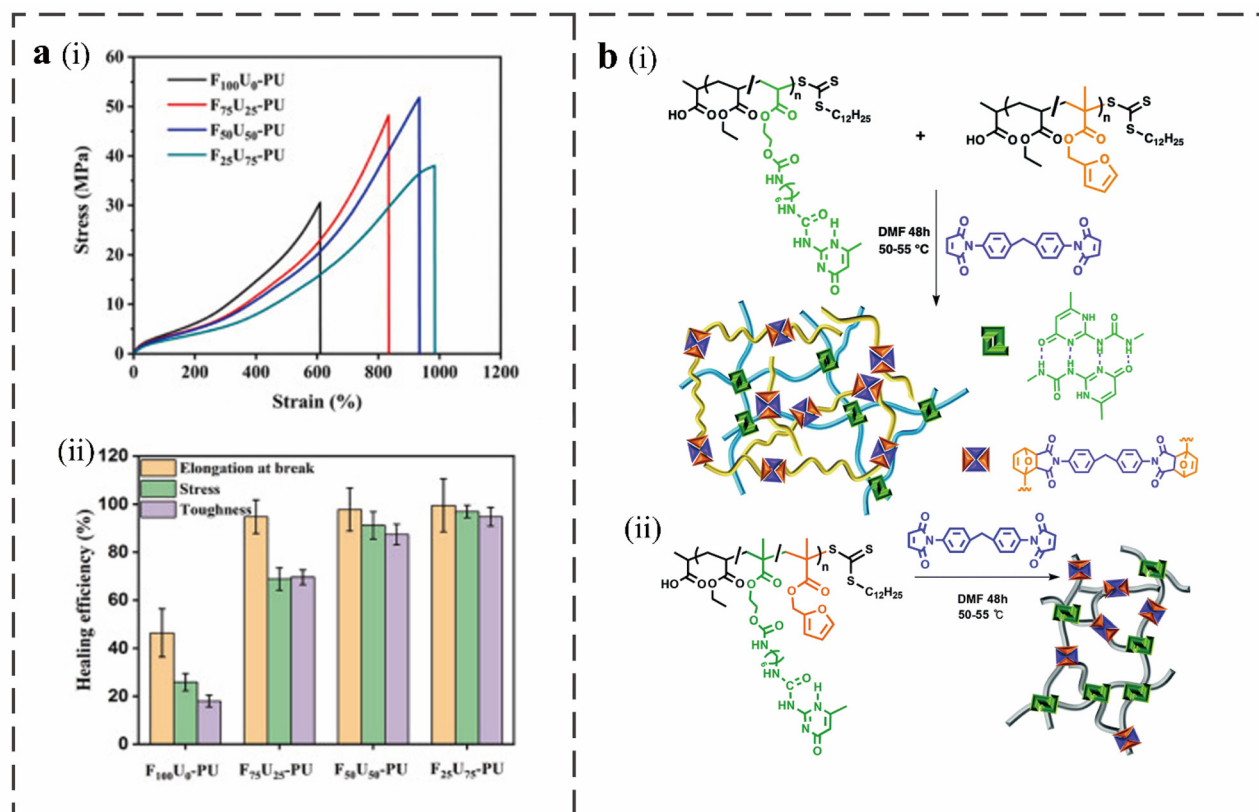 a (i)
60
50
40
30
20
10
0
Stress (MPa)
F₁₀₀U₀-PU
F₇₅U₂₅-PU
F₅₀U₅₀-PU
F₂₅U₇₅-PU
0 200 400 600 800 1000 1200
Strain (%)
(ii)
120
100
80
60
40
20
0
Healing efficiency (%)
Elongation at break
Stress
Toughness
F₁₀₀U₀-PU F₇₅U₂₅-PU F₅₀U₅₀-PU F₂₅U₇₅-PU
b (i)
n
S S
S
C₁₂H₂₅
HO O O O O O
O
O
HN
6
NH
C O
NH
H
N
N
O
+
n
S S
S
C₁₂H₂₅
HO O O O O O
O
DMF 48h
50-55 °C
O O
N N
O O
O N N N
NH
H H
O
O
H H
N N N O
HN
O O
O N N O
O O
(ii)
n
S S
S
C₁₂H₂₅
HO O O O O O O
O
O
O
HN
6
NH
C O
NH
H
N
N
O
O O
N N
O O
DMF 48h
50-55 ℃